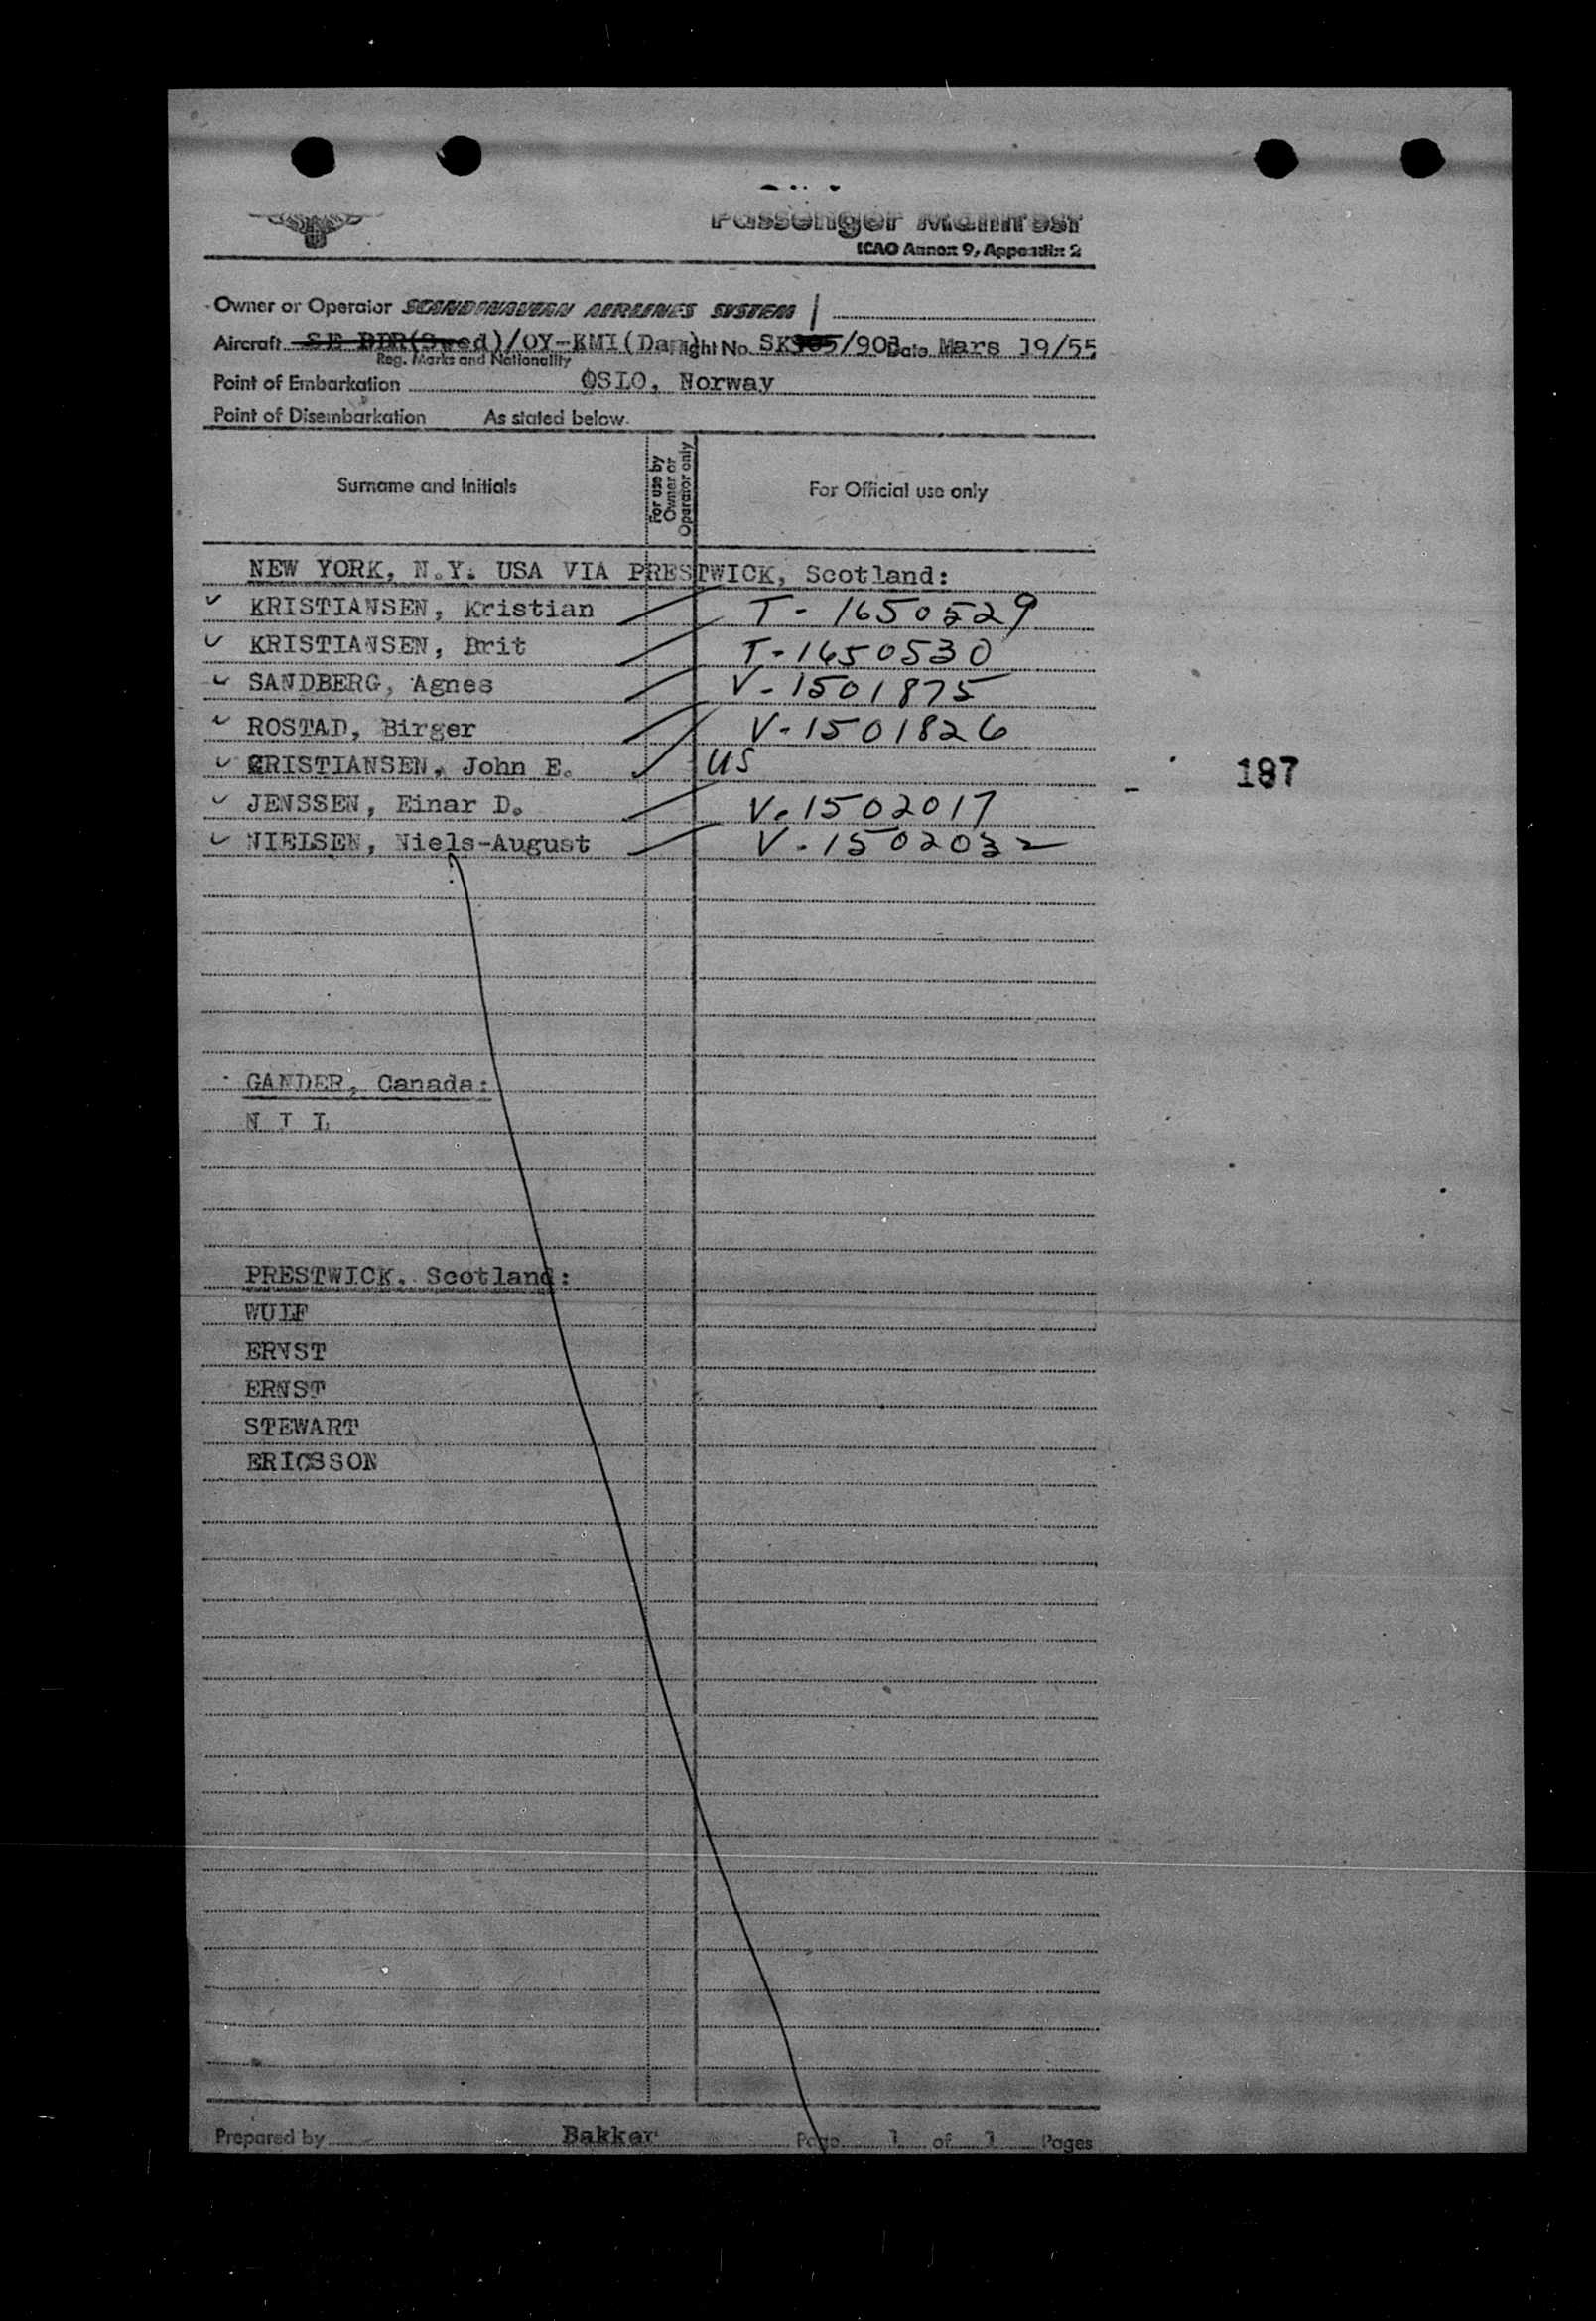 Passenger Manifest
ICAO Annex 9, Appendix 2
Owner or Operator SCANDINAVIAN AIRLINES SYSTEM
Aircraft (Swed)/OY-KMI(Dan) Flight No. SK /903 Date Mars 19/55
Reg. Marks and Nationality
Point of Embarkation OSLO, Norway
Point of Disembarkation As stated below.
Surname and Initials
For use by Owner or Operator only
For Official use only
NEW YORK, N.Y. USA VIA PRESTWICK, Scotland:
KRISTIANSEN, Kristian T-1650529
KRISTIANSEN, Brit T-1650530
SANDBERG, Agnes V-1501875
ROSTAD, Birger V-1501826
CRISTIANSEN, John E. US
187
JENSSEN, Einar D. V.1502017
NIELSEN, Niels-August V-1502032
GANDER, Canada:
N I L
PRESTWICK. Scotland:
WULF
ERNST
ERNST
STEWART
ERICSSON
Prepared by Bakker Page 1 of 1 Pages